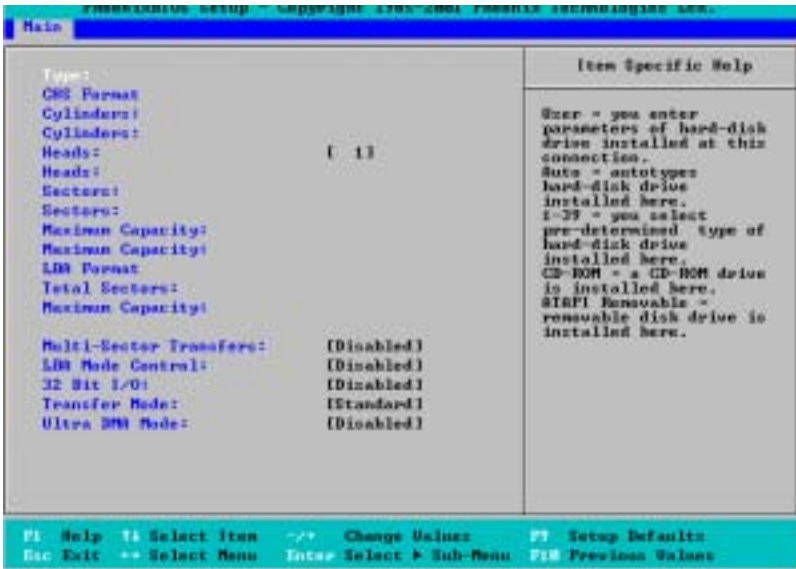 PhoenixBIOS Setup - Copyright 1985-2001 Phoenix Technologies Ltd.
Main
Type:
CHS Format
Cylinders:
Cylinders:
Heads: [ 1]
Heads:
Sectors:
Sectors:
Maximum Capacity:
Maximum Capacity:
LBA Format
Total Sectors:
Maximum Capacity:
Multi-Sector Transfers: [Disabled]
LBA Mode Control: [Disabled]
32 Bit I/O: [Disabled]
Transfer Mode: [Standard]
Ultra DMA Mode: [Disabled]
Item Specific Help
User = you enter
parameters of hard-disk
drive installed at this
connection.
Auto = autotypes
hard-disk drive
installed here.
1-39 = you select
pre-determined type of
hard-disk drive
installed here.
CD-ROM = a CD-ROM drive
is installed here.
ATAPI Removable =
removable disk drive is
installed here.
F1 Help ↑↓ Select Item -/+ Change Values F9 Setup Defaults
Esc Exit ↔ Select Menu Enter Select ▶ Sub-Menu F10 Previous Values